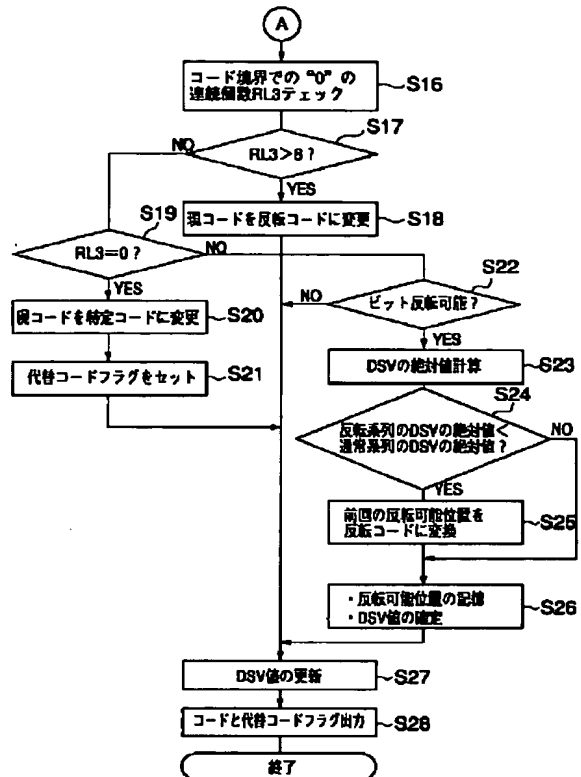 A
コード境界での "0" の
連続個数RL3チェック
S16
S17
RL3>8 ?
NO
YES
現コードを反転コードに変更
S18
S19
RL3=0 ?
NO
YES
現コードを特定コードに変更
S20
代替コードフラグをセット
S21
S22
ビット反転可能 ?
NO
YES
DSVの絶対値計算
S23
S24
反転系列のDSVの絶対値<
通常系列のDSVの絶対値 ?
NO
YES
前回の反転可能位置を
反転コードに変換
S25
・反転可能位置の記憶
・DSV値の確定
S26
DSV値の更新
S27
コードと代替コードフラグ出力
S28
終了